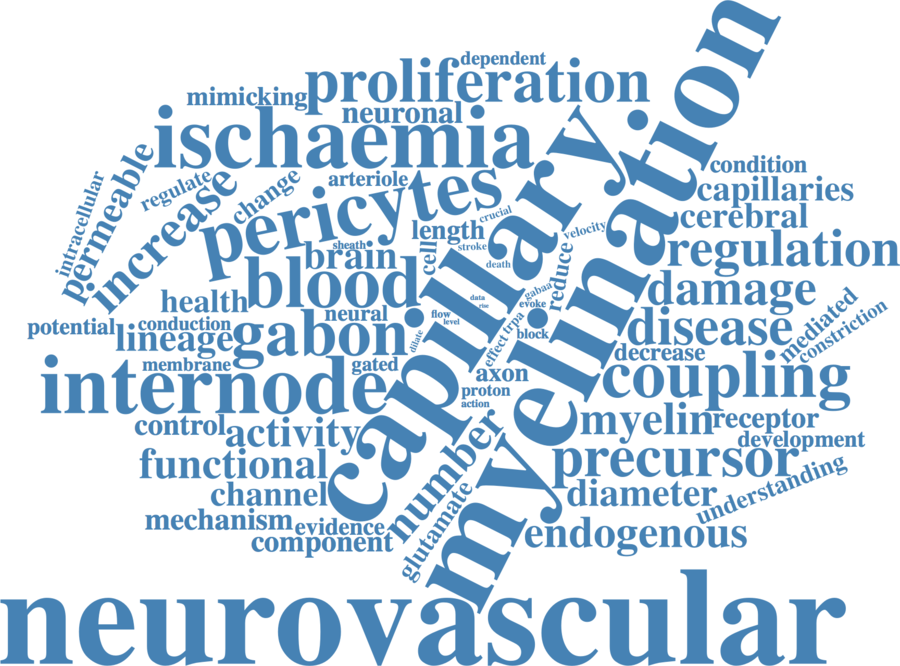 dependent
proliferation
mimicking
neuronal
ischaemia
myelination
capillary
permeable
intracellular
regulate
increase
change
arteriole
pericytes
crucial
length
velocity
condition
capillaries
cerebral
regulation
sheath
stroke
brain
cell
death
reduce
blood
health
gabaa
data
rise
evoke
damage
neural
flow
level
potential
conduction
lineage
gabon
dilate
effect
trpa
block
disease
mediated
constriction
decrease
membrane
gated
axon
internode
proton
action
coupling
control
activity
number
myelin
receptor
development
functional
precursor
channel
glutamate
diameter
understanding
mechanism
evidence
component
endogenous
neurovascular